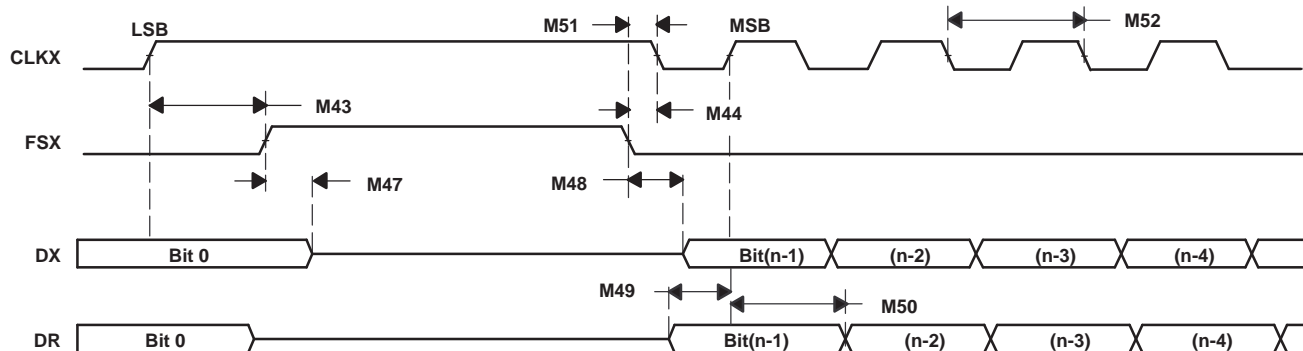 LSB M51 MSB M52
CLKX
M43 M44
FSX
M47 M48
DX Bit 0 Bit(n-1) (n-2) (n-3) (n-4)
M49 M50
DR Bit 0 Bit(n-1) (n-2) (n-3) (n-4)